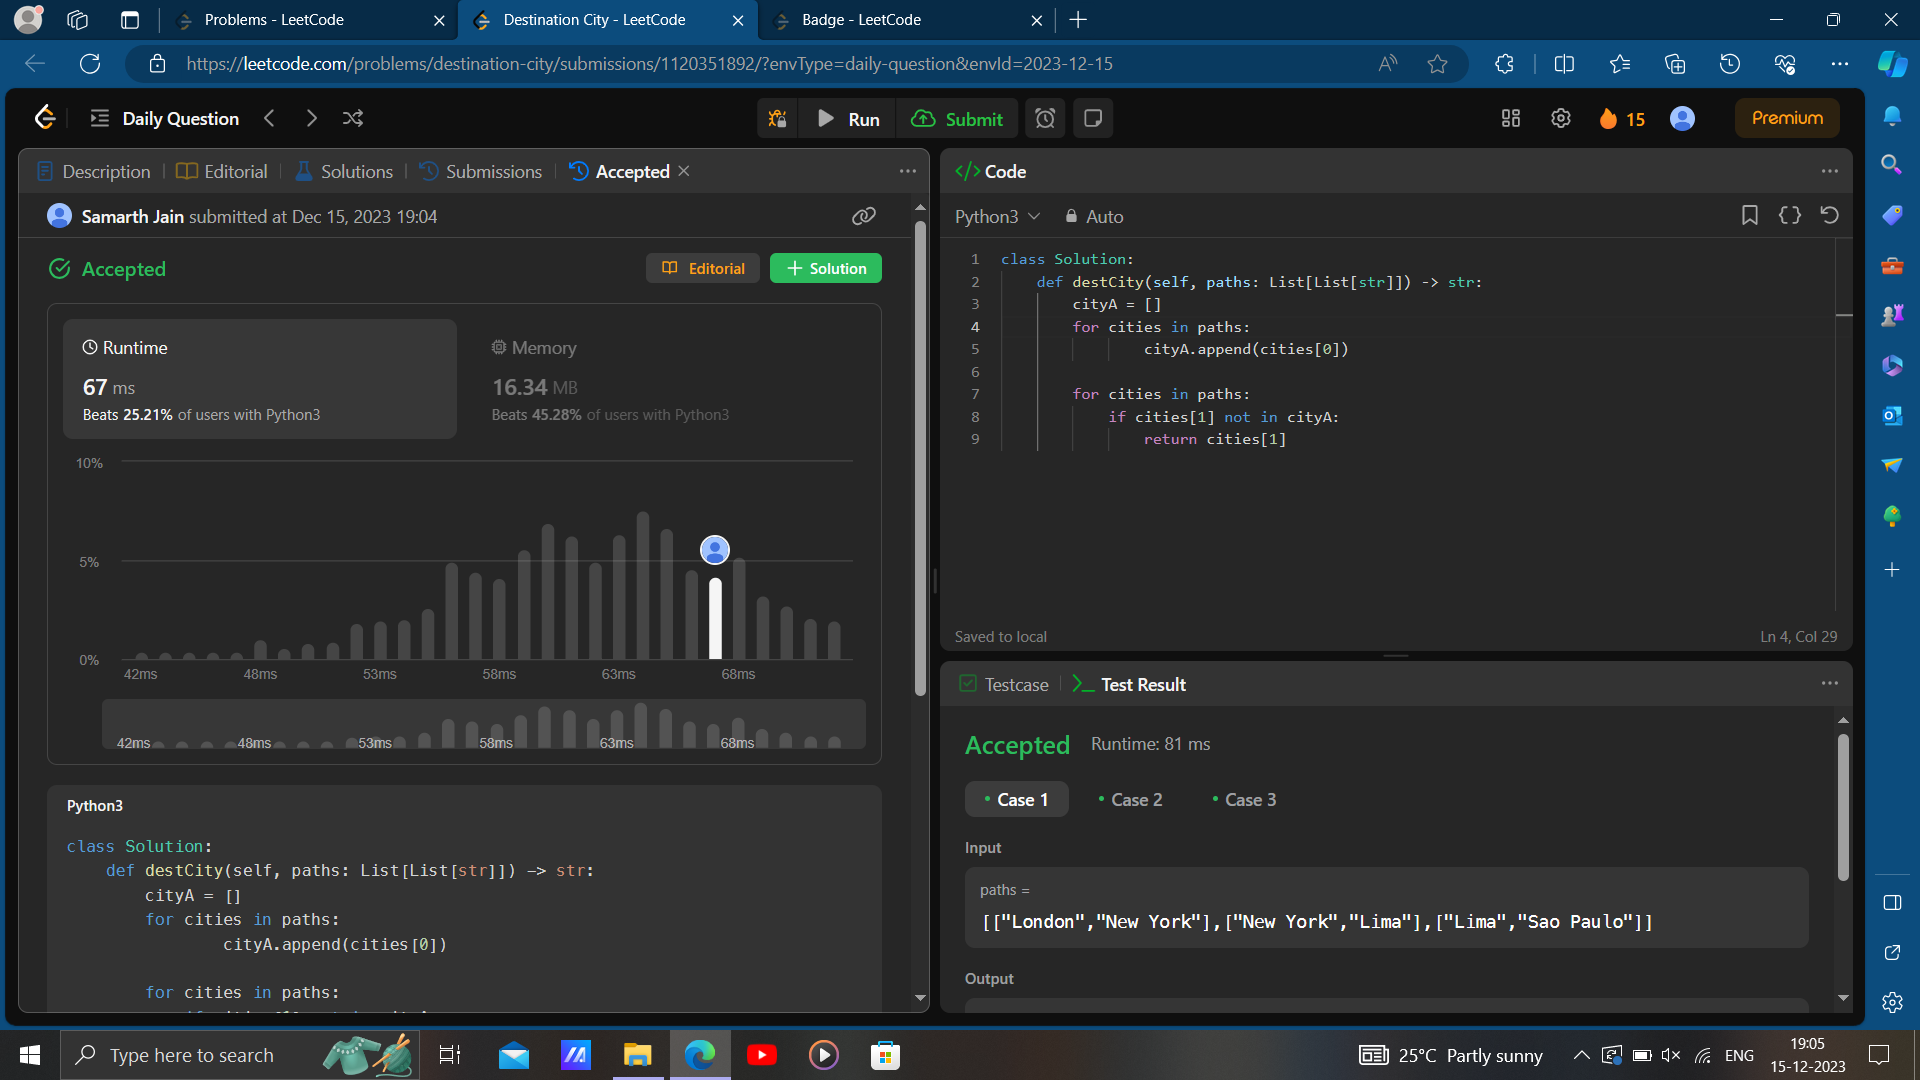 Problems - LeetCode
Destination City - LeetCode
Badge - LeetCode
https://leetcode.com/problems/destination-city/submissions/1120351892/?envType=daily-question&envId=2023-12-15
Daily Question
Run
Submit
15
Premium
Description
Editorial
Solutions
Submissions
Accepted
Samarth Jain submitted at Dec 15, 2023 19:04
Accepted
Editorial
Solution
Runtime
67 ms
Beats 25.21% of users with Python3
Memory
16.34 MB
Beats 45.28% of users with Python3
10%
5%
0%
42ms 48ms 53ms 58ms 63ms 68ms
42ms 48ms 53ms 58ms 63ms 68ms
Python3
class Solution:
def destCity(self, paths: List[List[str]]) -> str:
cityA = []
for cities in paths:
cityA.append(cities[0])
for cities in paths:
Code
Python3
Auto
1 class Solution:
2 def destCity(self, paths: List[List[str]]) -> str:
3 cityA = []
4 for cities in paths:
5 cityA.append(cities[0])
6
7 for cities in paths:
8 if cities[1] not in cityA:
9 return cities[1]
Saved to local
Ln 4, Col 29
Testcase
Test Result
Accepted Runtime: 81 ms
Case 1
Case 2
Case 3
Input
paths =
[["London","New York"],["New York","Lima"],["Lima","Sao Paulo"]]
Output
Type here to search
25°C Partly sunny
ENG
19:05
15-12-2023